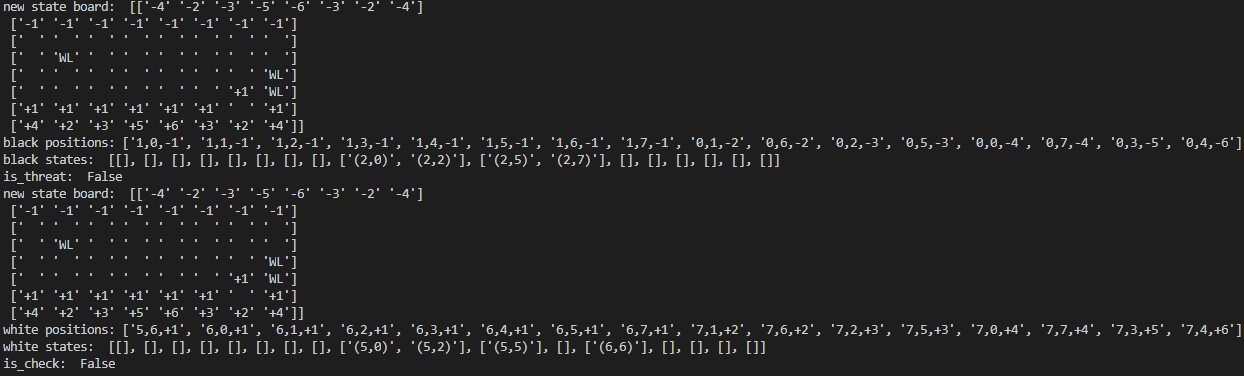 new state board:  [['-4' '-2' '-3' '-5' '-6' '-3' '-2' '-4']
 ['-1' '-1' '-1' '-1' '-1' '-1' '-1' '-1']
 ['  ' '  ' '  ' '  ' '  ' '  ' '  ' '  ']
 ['  ' 'WL' '  ' '  ' '  ' '  ' '  ' '  ']
 ['  ' '  ' '  ' '  ' '  ' '  ' '  ' 'WL']
 ['  ' '  ' '  ' '  ' '  ' '  ' '+1' 'WL']
 ['+1' '+1' '+1' '+1' '+1' '+1' '  ' '+1']
 ['+4' '+2' '+3' '+5' '+6' '+3' '+2' '+4']]
black positions: ['1,0,-1', '1,1,-1', '1,2,-1', '1,3,-1', '1,4,-1', '1,5,-1', '1,6,-1', '1,7,-1', '0,1,-2', '0,6,-2', '0,2,-3', '0,5,-3', '0,0,-4', '0,7,-4', '0,3,-5', '0,4,-6']
black states:  [[], [], [], [], [], [], [], [], ['(2,0)', '(2,2)'], ['(2,5)', '(2,7)'], [], [], [], [], [], []]
is_threat:  False
new state board:  [['-4' '-2' '-3' '-5' '-6' '-3' '-2' '-4']
 ['-1' '-1' '-1' '-1' '-1' '-1' '-1' '-1']
 ['  ' '  ' '  ' '  ' '  ' '  ' '  ' '  ']
 ['  ' 'WL' '  ' '  ' '  ' '  ' '  ' '  ']
 ['  ' '  ' '  ' '  ' '  ' '  ' '  ' 'WL']
 ['  ' '  ' '  ' '  ' '  ' '  ' '+1' 'WL']
 ['+1' '+1' '+1' '+1' '+1' '+1' '  ' '+1']
 ['+4' '+2' '+3' '+5' '+6' '+3' '+2' '+4']]
white positions: ['5,6,+1', '6,0,+1', '6,1,+1', '6,2,+1', '6,3,+1', '6,4,+1', '6,5,+1', '6,7,+1', '7,1,+2', '7,6,+2', '7,2,+3', '7,5,+3', '7,0,+4', '7,7,+4', '7,3,+5', '7,4,+6']
white states:  [[], [], [], [], [], [], [], [], ['(5,0)', '(5,2)'], ['(5,5)'], [], ['(6,6)'], [], [], [], []]
is_check:  False